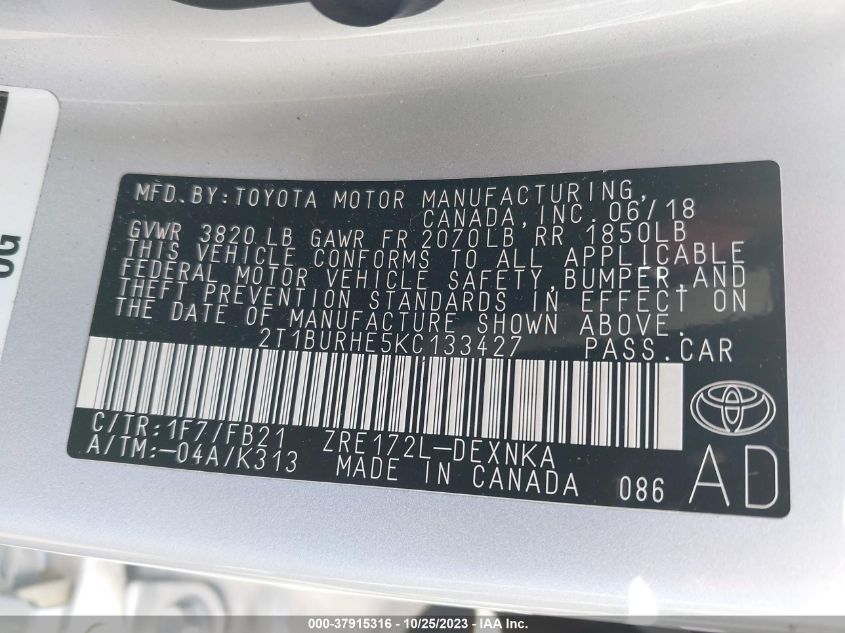 MFD.BY:TOYOTA MOTOR MANUFACTURING,
CANADA,INC.06/18
GVWR 3820 LB GAWR FR 2070LB RR 1850LB
THIS VEHICLE CONFORMS TO ALL APPLICABLE
FEDERAL MOTOR VEHICLE SAFETY,BUMPER,AND
THEFT PREVENTION STANDARDS IN EFFECT ON
THE DATE OF MANUFACTURE SHOWN ABOVE.
2T1BURHE5KC133427 PASS.CAR
C/TR:1F7/FB21 ZRE172L-DEXNKA
A/TM:-04A/K313 MADE IN CANADA 086 AD
000-37915316 - 10/25/2023 - IAA Inc.